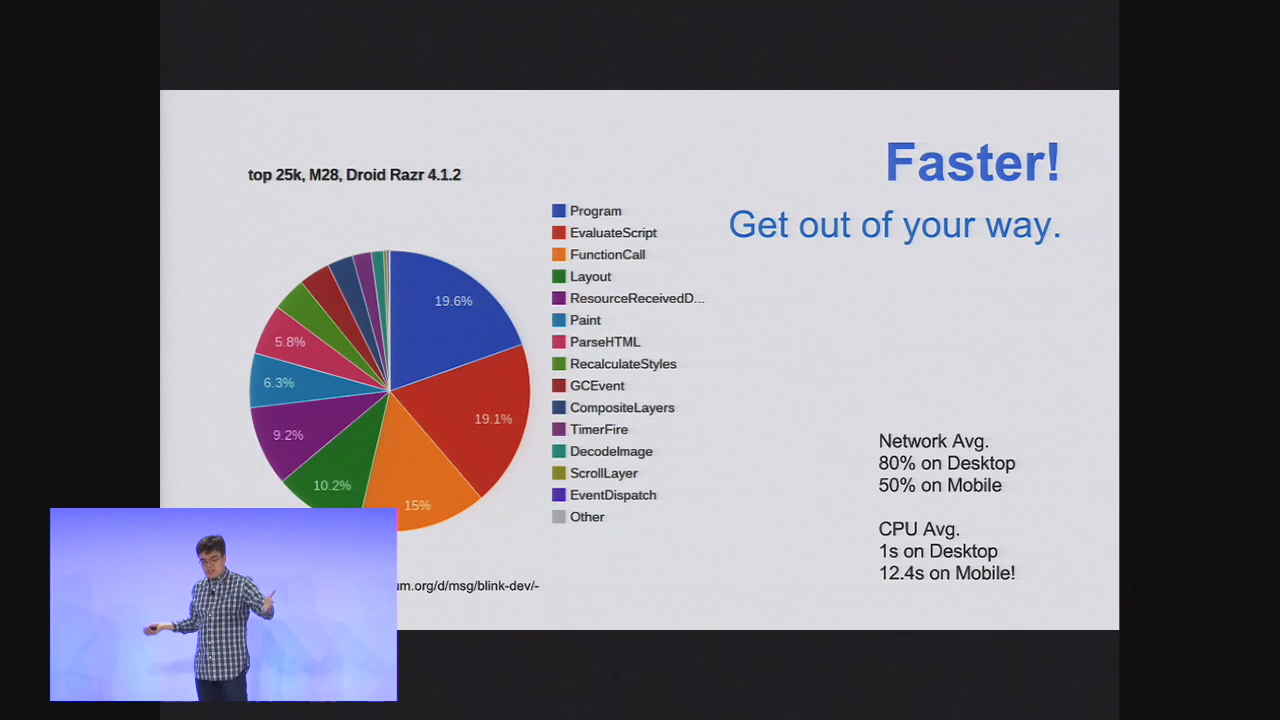 Faster!
Get out of your way.
top 25k, M28, Droid Razr 4.1.2
Program
EvaluateScript
FunctionCall
Layout
ResourceReceivedD...
Paint
ParseHTML
RecalculateStyles
GCEvent
CompositeLayers
TimerFire
DecodeImage
ScrollLayer
EventDispatch
Other
19.6%
19.1%
15%
10.2%
9.2%
6.3%
5.8%
Network Avg.
80% on Desktop
50% on Mobile
CPU Avg.
1s on Desktop
12.4s on Mobile!
um.org/d/msg/blink-dev/-